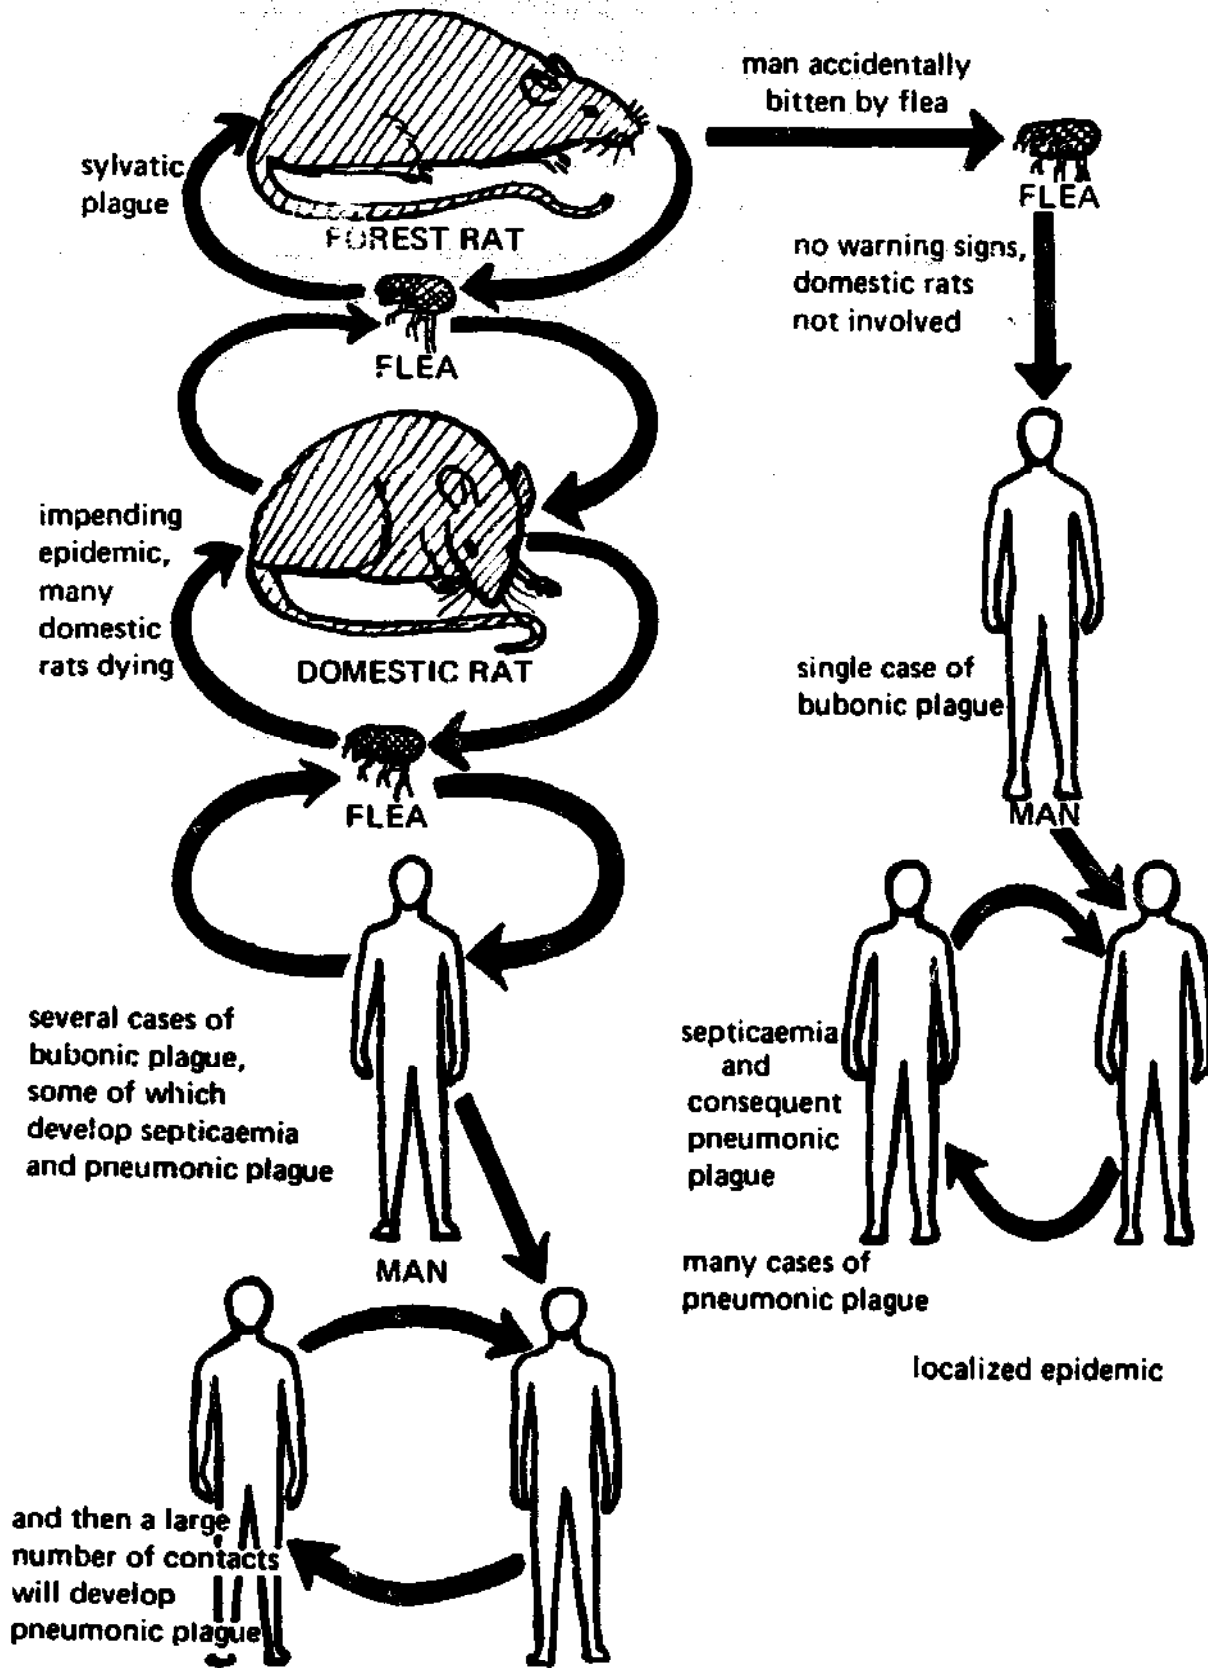 man accidentally
bitten by flea
sylvatic
plague
FOREST RAT
FLEA
no warning signs,
domestic rats
not involved
FLEA
impending
epidemic,
many
domestic
rats dying
DOMESTIC RAT
single case of
bubonic plague
MAN
FLEA
several cases of
bubonic plague,
some of which
develop septicaemia
and pneumonic plague
MAN
septicaemia
and
consequent
pneumonic
plague
many cases of
pneumonic plague
localized epidemic
and then a large
number of contacts
will develop
pneumonic plague